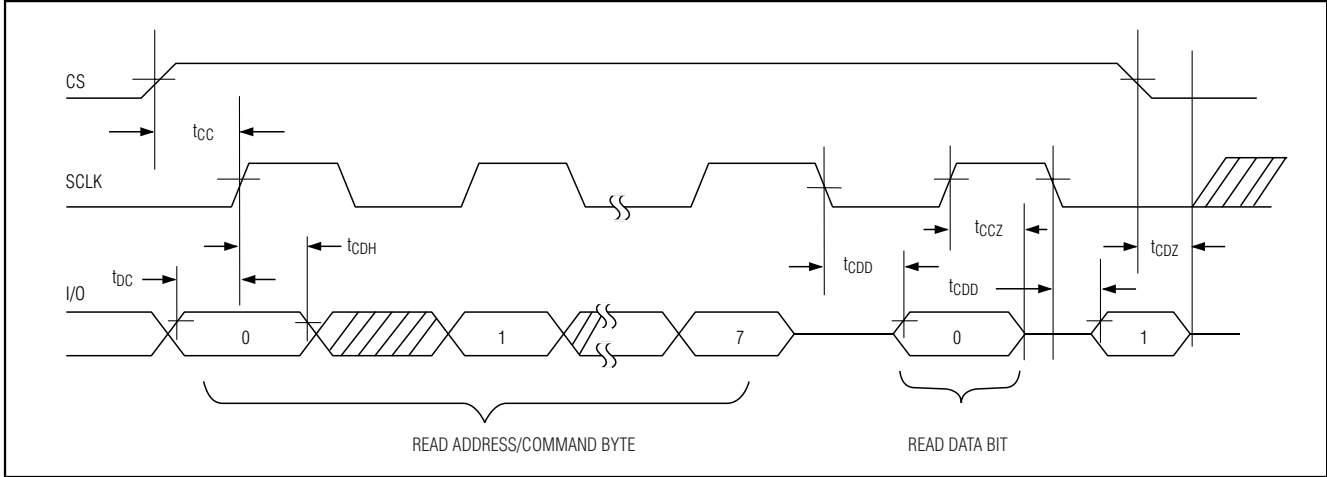 CS
tCC
SCLK
tCCZ
tCDH
tCDZ
tCDD
tDC
tCDD
I/O
0
1
7
0
1
READ ADDRESS/COMMAND BYTE
READ DATA BIT